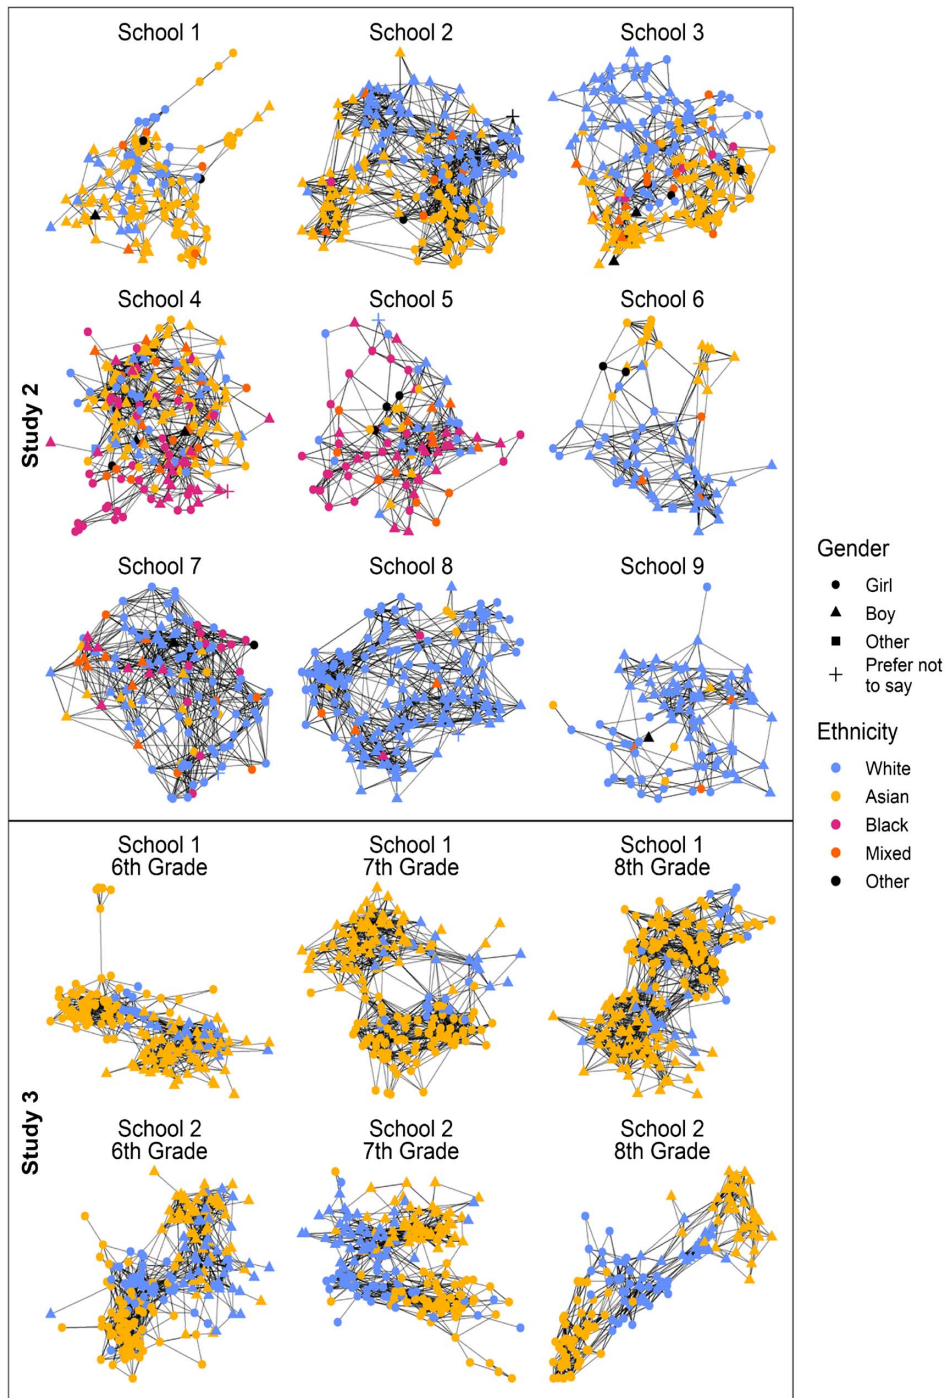 School 1
School 2
School 3
School 4
School 5
School 6
Study 2
School 7
School 8
School 9
Gender
Girl
Boy
Other
Prefer not
to say
Ethnicity
White
Asian
Black
Mixed
Other
School 1
6th Grade
School 1
7th Grade
School 1
8th Grade
Study 3
School 2
6th Grade
School 2
7th Grade
School 2
8th Grade